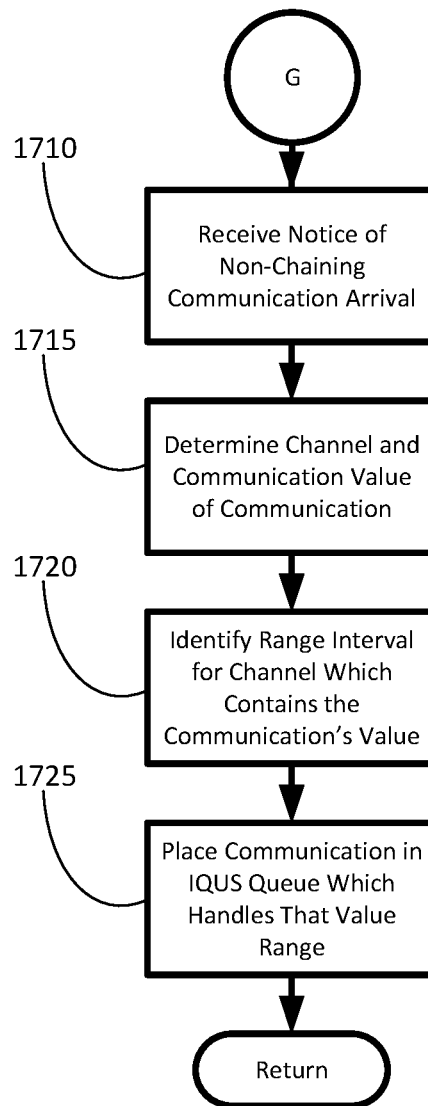 G
1710
Receive Notice of
Non-Chaining
Communication Arrival
1715
Determine Channel and
Communication Value
of Communication
1720
Identify Range Interval
for Channel Which
Contains the
Communication's Value
1725
Place Communication in
IQUS Queue Which
Handles That Value
Range
Return